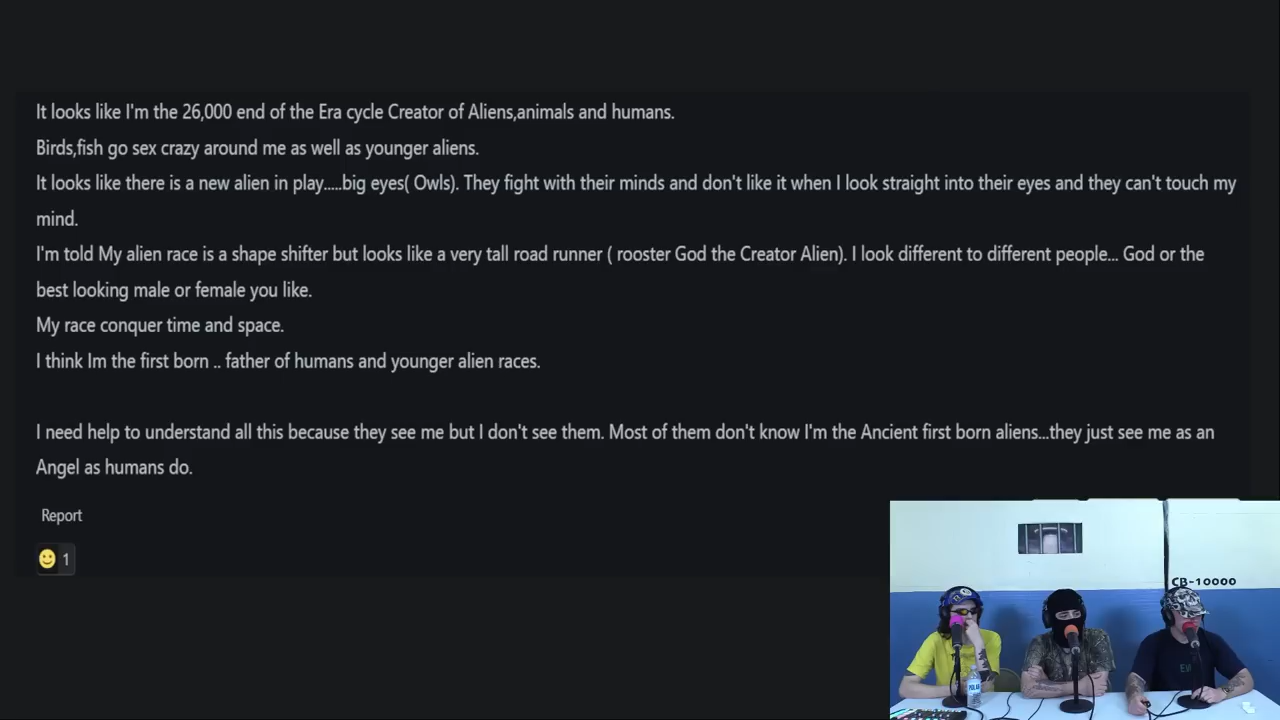 It looks like I'm the 26,000 end of the Era cycle Creator of Aliens,animals and humans.
Birds,fish go sex crazy around me as well as younger aliens.
It looks like there is a new alien in play.....big eyes( Owls). They fight with their minds and don't like it when I look straight into their eyes and they can't touch my
mind.
I'm told My alien race is a shape shifter but looks like a very tall road runner ( rooster God the Creator Alien). I look different to different people... God or the
best looking male or female you like.
My race conquer time and space.
I think Im the first born .. father of humans and younger alien races.
I need help to understand all this because they see me but I don't see them. Most of them don't know I'm the Ancient first born aliens...they just see me as an
Angel as humans do.
Report
1
CB-10000